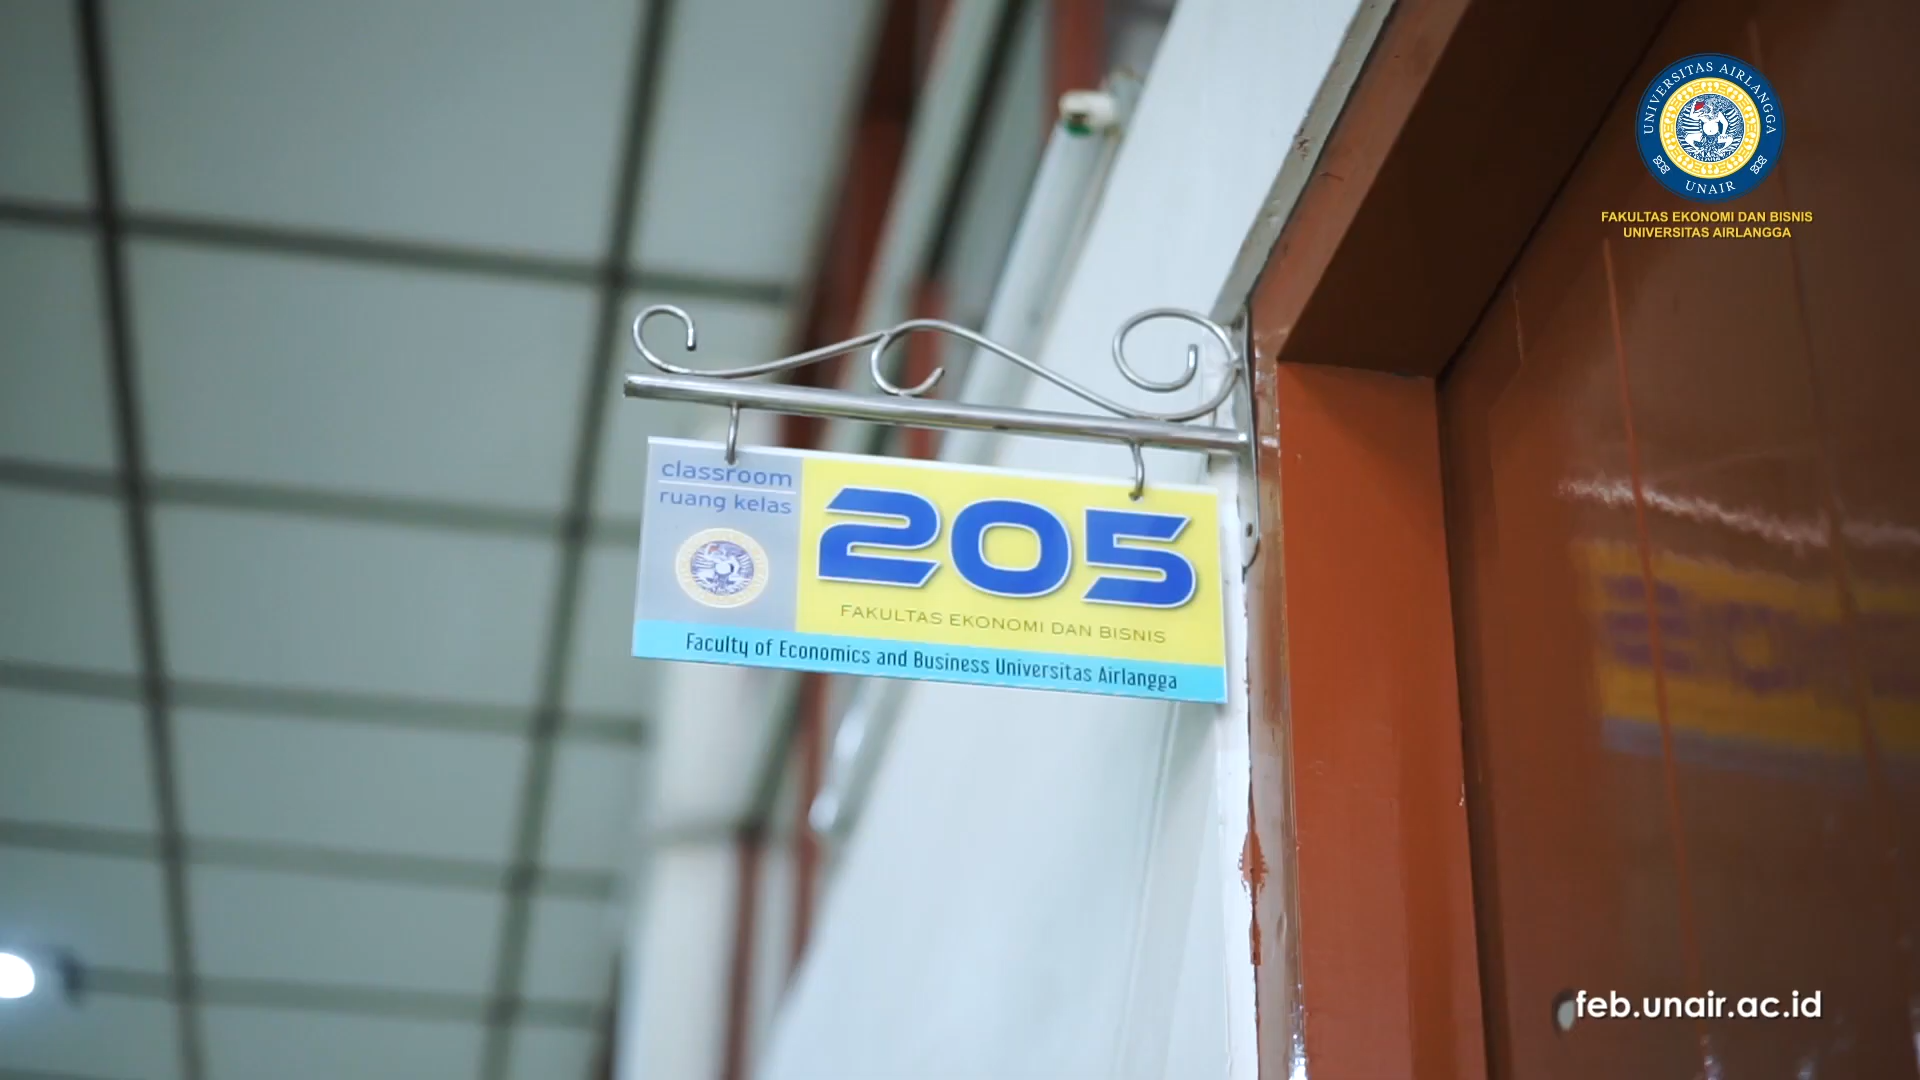 UNIVERSITAS AIRLANGGA
UNAIR
FAKULTAS EKONOMI DAN BISNIS
UNIVERSITAS AIRLANGGA
classroom
ruang kelas
205
FAKULTAS EKONOMI DAN BISNIS
Faculty of Economics and Business Universitas Airlangga
feb.unair.ac.id